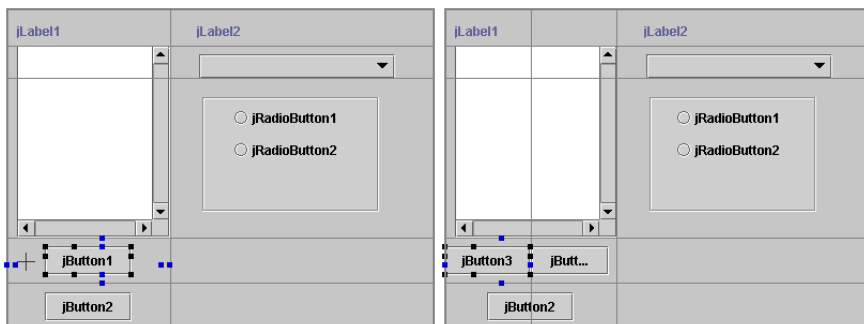 jLabel1
jLabel2
jRadioButton1
jRadioButton2
jButton1
jButton2
jLabel1
jLabel2
jRadioButton1
jRadioButton2
jButton3
jButt...
jButton2